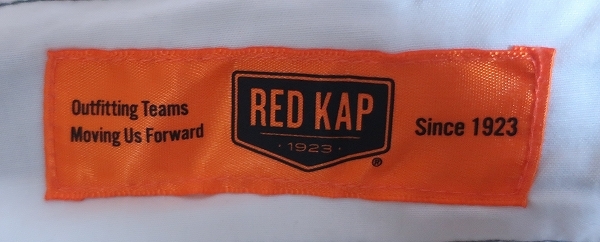 Outfitting Teams
Moving Us Forward
RED KAP
· 1923 ·
®
Since 1923